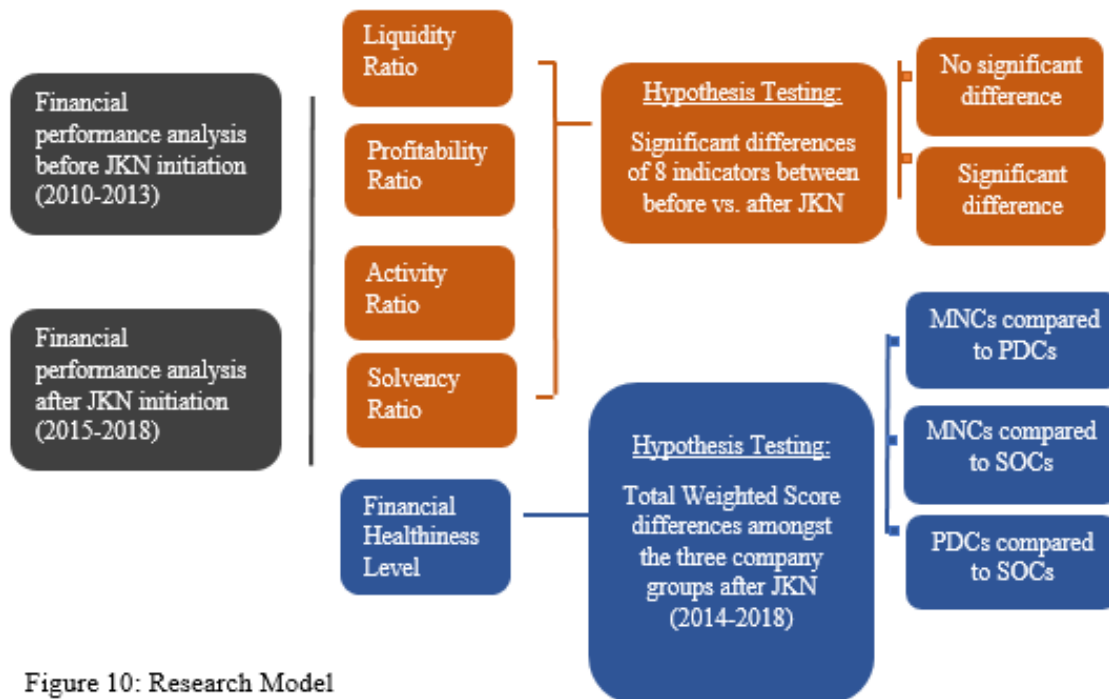 Financial
performance analysis
before JKN initiation
(2010-2013)
Financial
performance analysis
after JKN initiation
(2015-2018)
Liquidity
Ratio
Profitability
Ratio
Activity
Ratio
Solvency
Ratio
Financial
Healthiness
Level
Hypothesis Testing:
Significant differences
of 8 indicators between
before vs. after JKN
No significant
difference
Significant
difference
Hypothesis Testing:
Total Weighted Score
differences amongst
the three company
groups after JKN
(2014-2018)
MNCs compared
to PDCs
MNCs compared
to SOCs
PDCs compared
to SOCs
Figure 10: Research Model